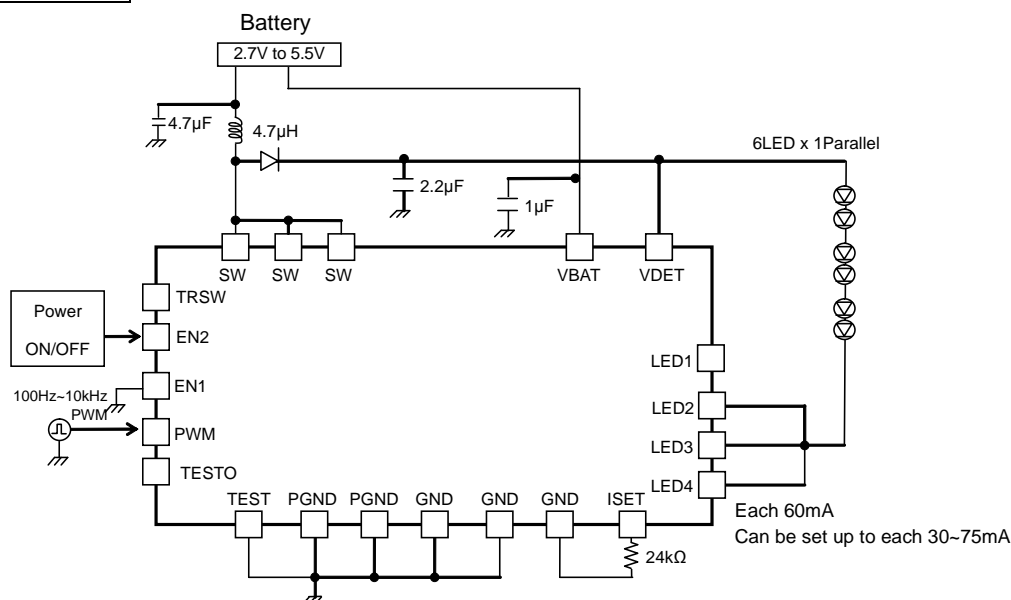 Battery
2.7V to 5.5V
4.7µF
4.7µH
6LED x 1Parallel
2.2µF
1µF
SW SW SW VBAT VDET
TRSW
Power
ON/OFF
EN2
LED1
EN1
100Hz~10kHz
PWM
LED2
PWM
LED3
TESTO
LED4
TEST PGND PGND GND GND GND ISET
Each 60mA
Can be set up to each 30~75mA
24kΩ